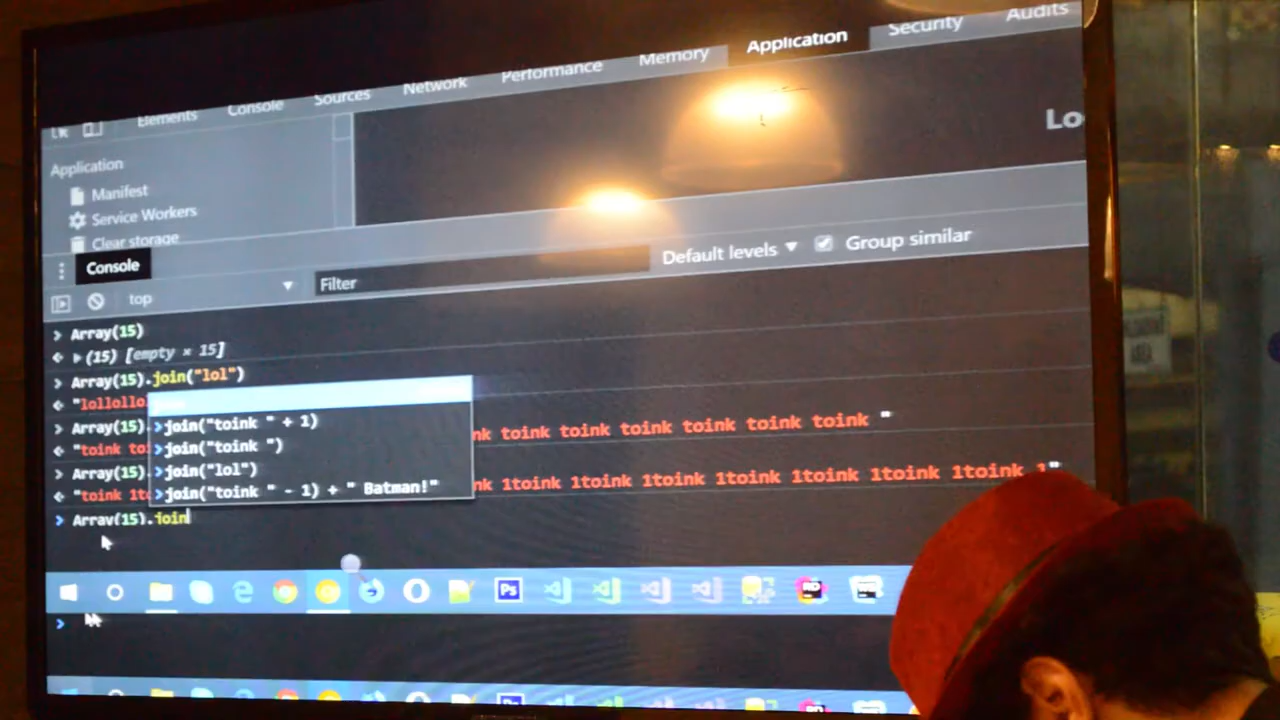 Elements Console Sources Network Performance Memory Application Security Audits
Application
Lo
Manifest
Service Workers
Clear storage
Console
Default levels ▼ Group similar
top ▼ Filter
> Array(15)
(15) [empty × 15]
> Array(15).join("lol")
"lollollo
> Array(15).
>join("toink " + 1)
"toink to
nk toink toink toink toink toink toink "
>join("toink ")
> Array(15).
>join("lol")
"toink 1to
nk 1toink 1toink 1toink 1toink 1toink 1toink 1"
>join("toink " - 1) + " Batman!"
> Array(15).join
Ps
>